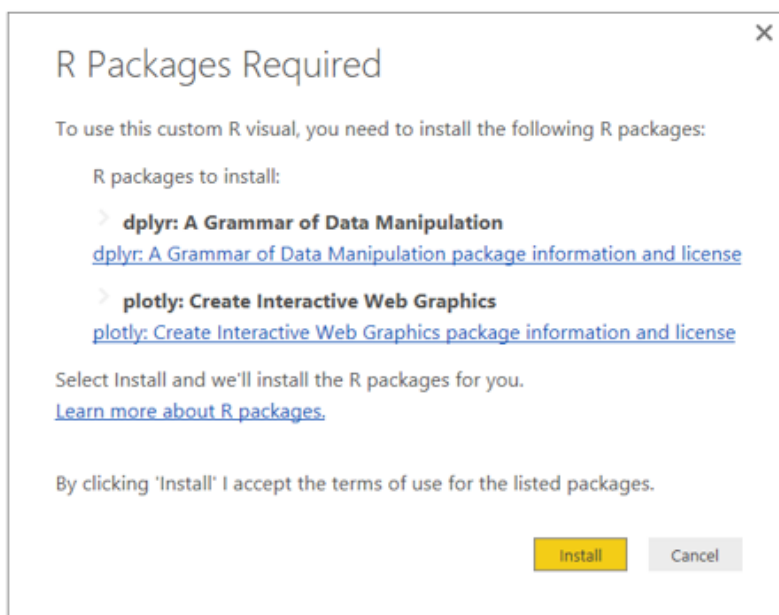 R Packages Required
To use this custom R visual, you need to install the following R packages:
R packages to install:
dplyr: A Grammar of Data Manipulation
dplyr: A Grammar of Data Manipulation package information and license
plotly: Create Interactive Web Graphics
plotly: Create Interactive Web Graphics package information and license
Select Install and we'll install the R packages for you.
Learn more about R packages.
By clicking 'Install' I accept the terms of use for the listed packages.
Install Cancel